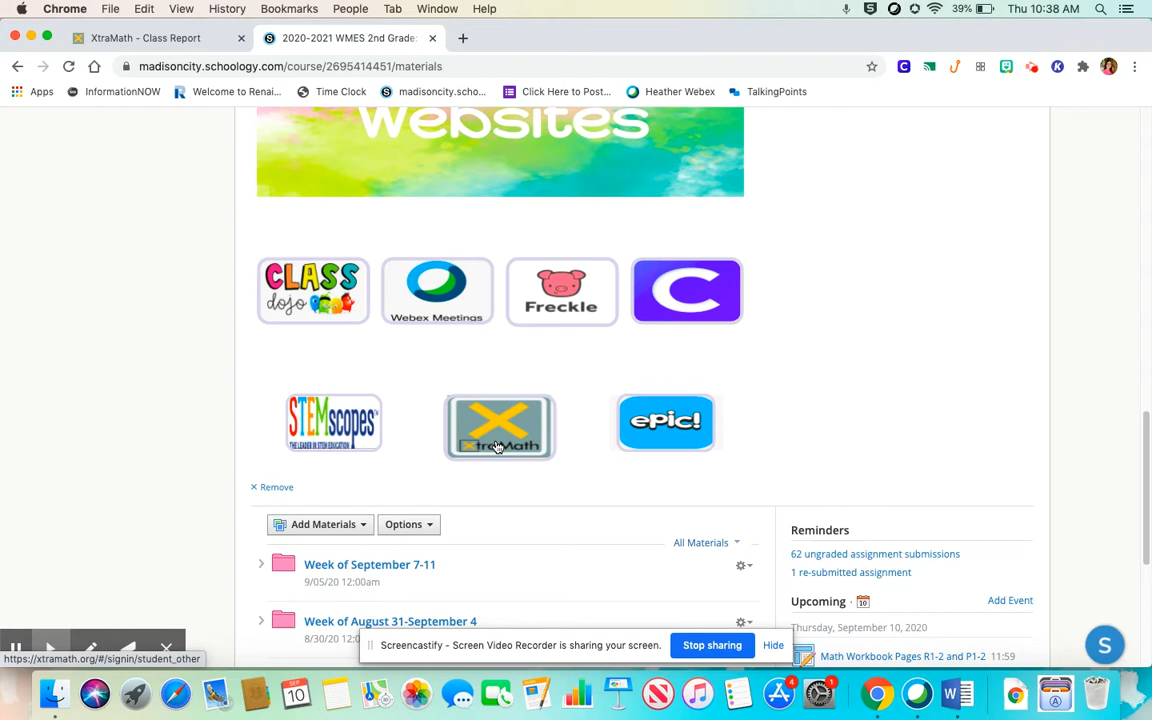 Chrome File Edit View History Bookmarks People Tab Window Help 39% Thu 10:38 AM
XtraMath - Class Report 2020-2021 WMES 2nd Grade:
madisoncity.schoology.com/course/2695414451/materials
Apps InformationNOW Welcome to Renai... Time Clock madisoncity.scho... Click Here to Post... Heather Webex TalkingPoints
Websites
CLASS
dojo
Webex Meetings
Freckle
C
STEMscopes
THE LEADER IN STEM EDUCATION
XtraMath
epic!
× Remove
Add Materials Options
All Materials
Week of September 7-11
9/05/20 12:00am
Week of August 31-September 4
8/30/20 12:0
Reminders
62 ungraded assignment submissions
1 re-submitted assignment
Upcoming 10 Add Event
Thursday, September 10, 2020
Math Workbook Pages R1-2 and P1-2 11:59
Screencastify - Screen Video Recorder is sharing your screen. Stop sharing Hide
https://xtramath.org/#/signin/student_other
S
SEP
10
4
1